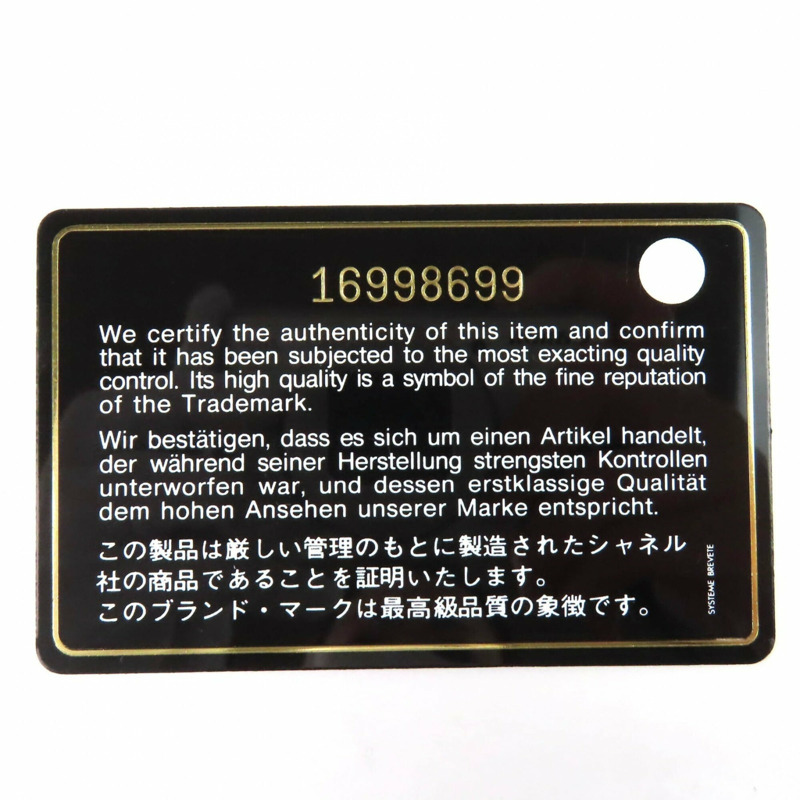 16998699
We certify the authenticity of this item and confirm
that it has been subjected to the most exacting quality
control. Its high quality is a symbol of the fine reputation
of the Trademark.
Wir bestätigen, dass es sich um einen Artikel handelt,
der während seiner Herstellung strengsten Kontrollen
unterworfen war, und dessen erstklassige Qualität
dem hohen Ansehen unserer Marke entspricht.
この製品は厳しい管理のもとに製造されたシャネル
社の商品であることを証明いたします。
このブランド・マークは最高級品質の象徴です。
SYSTEME BREVETE